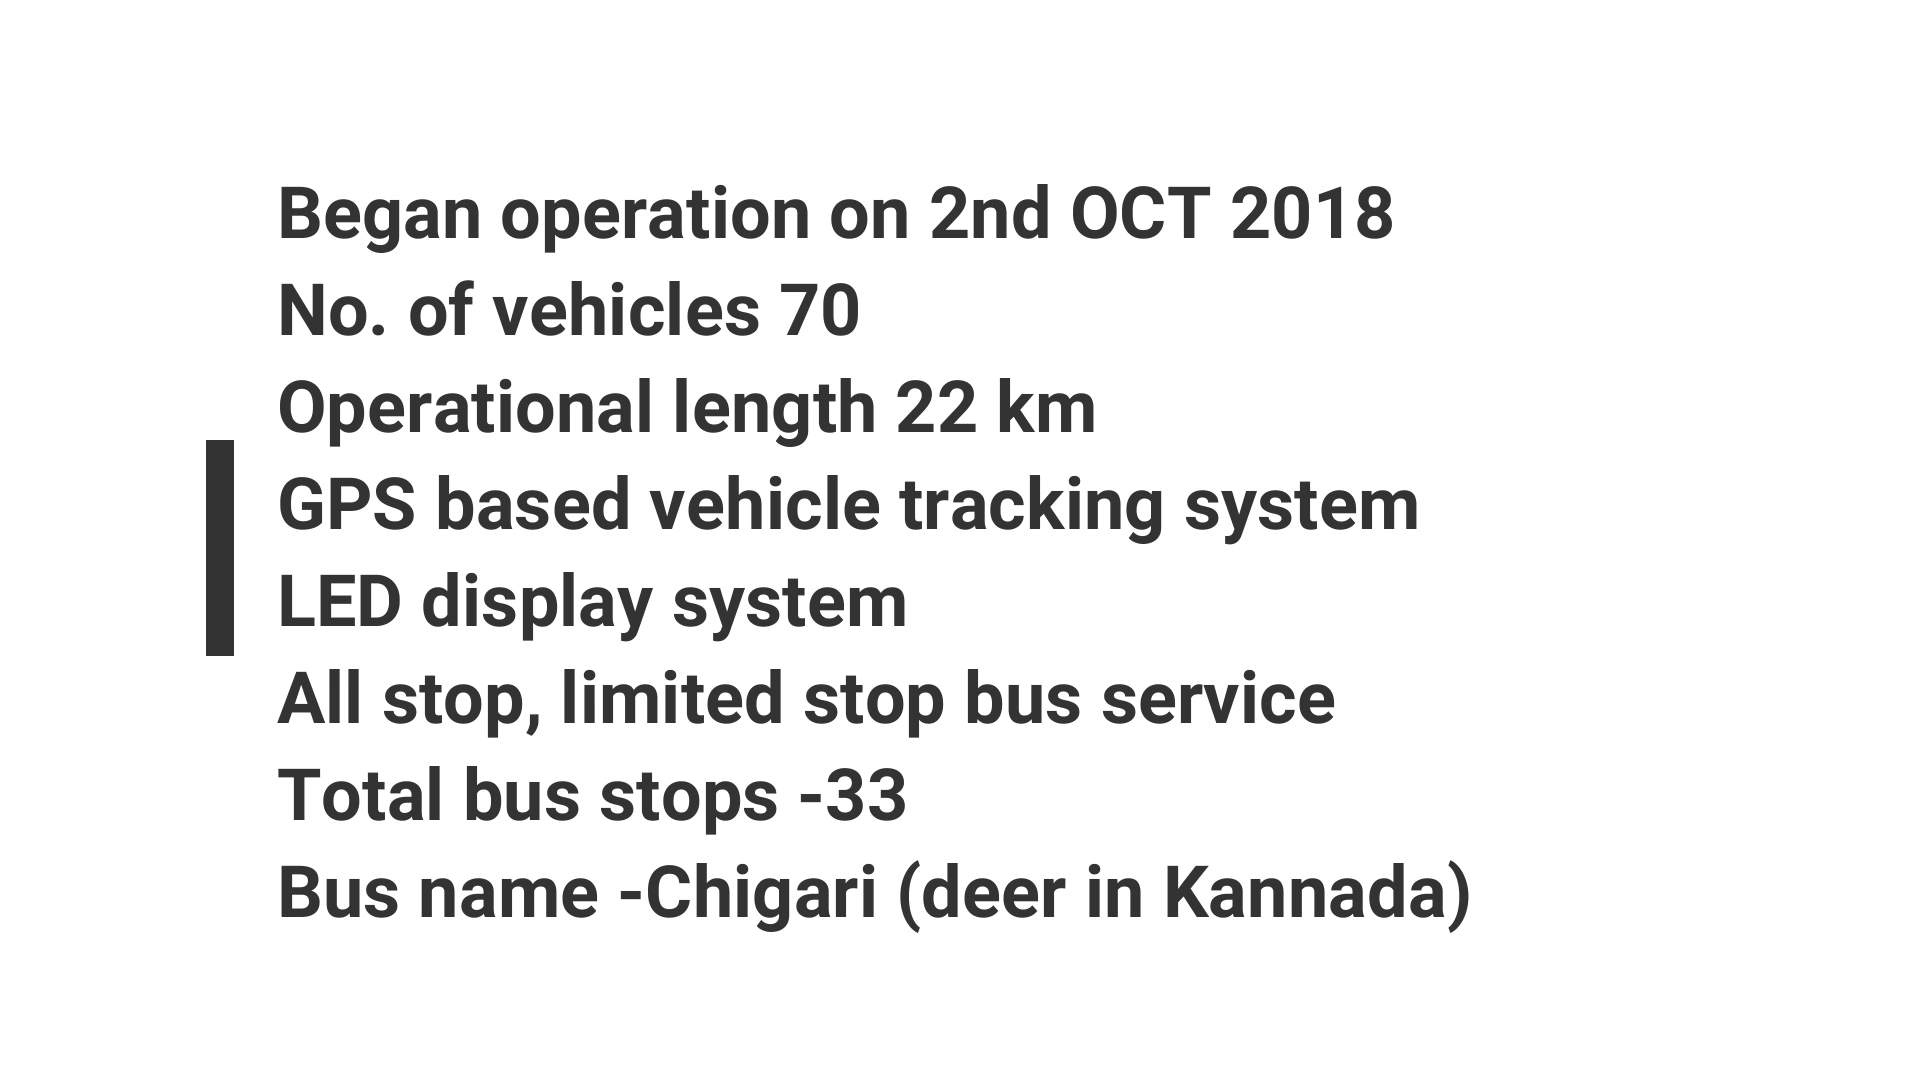 Began operation on 2nd OCT 2018
No. of vehicles 70
Operational length 22 km
GPS based vehicle tracking system
LED display system
All stop, limited stop bus service
Total bus stops -33
Bus name -Chigari (deer in Kannada)